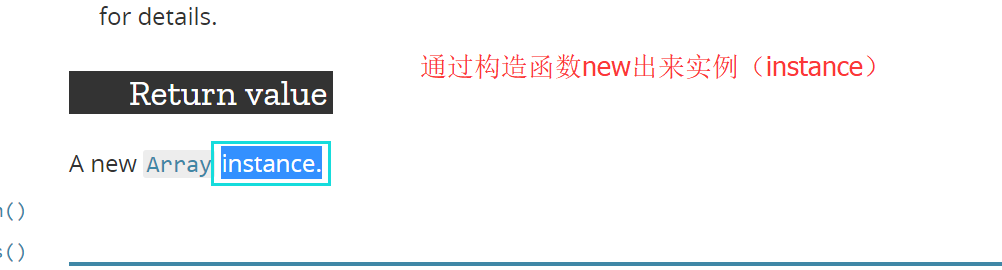 for details.
通过构造函数new出来实例（instance）
Return value
A new Array instance.
()
s()